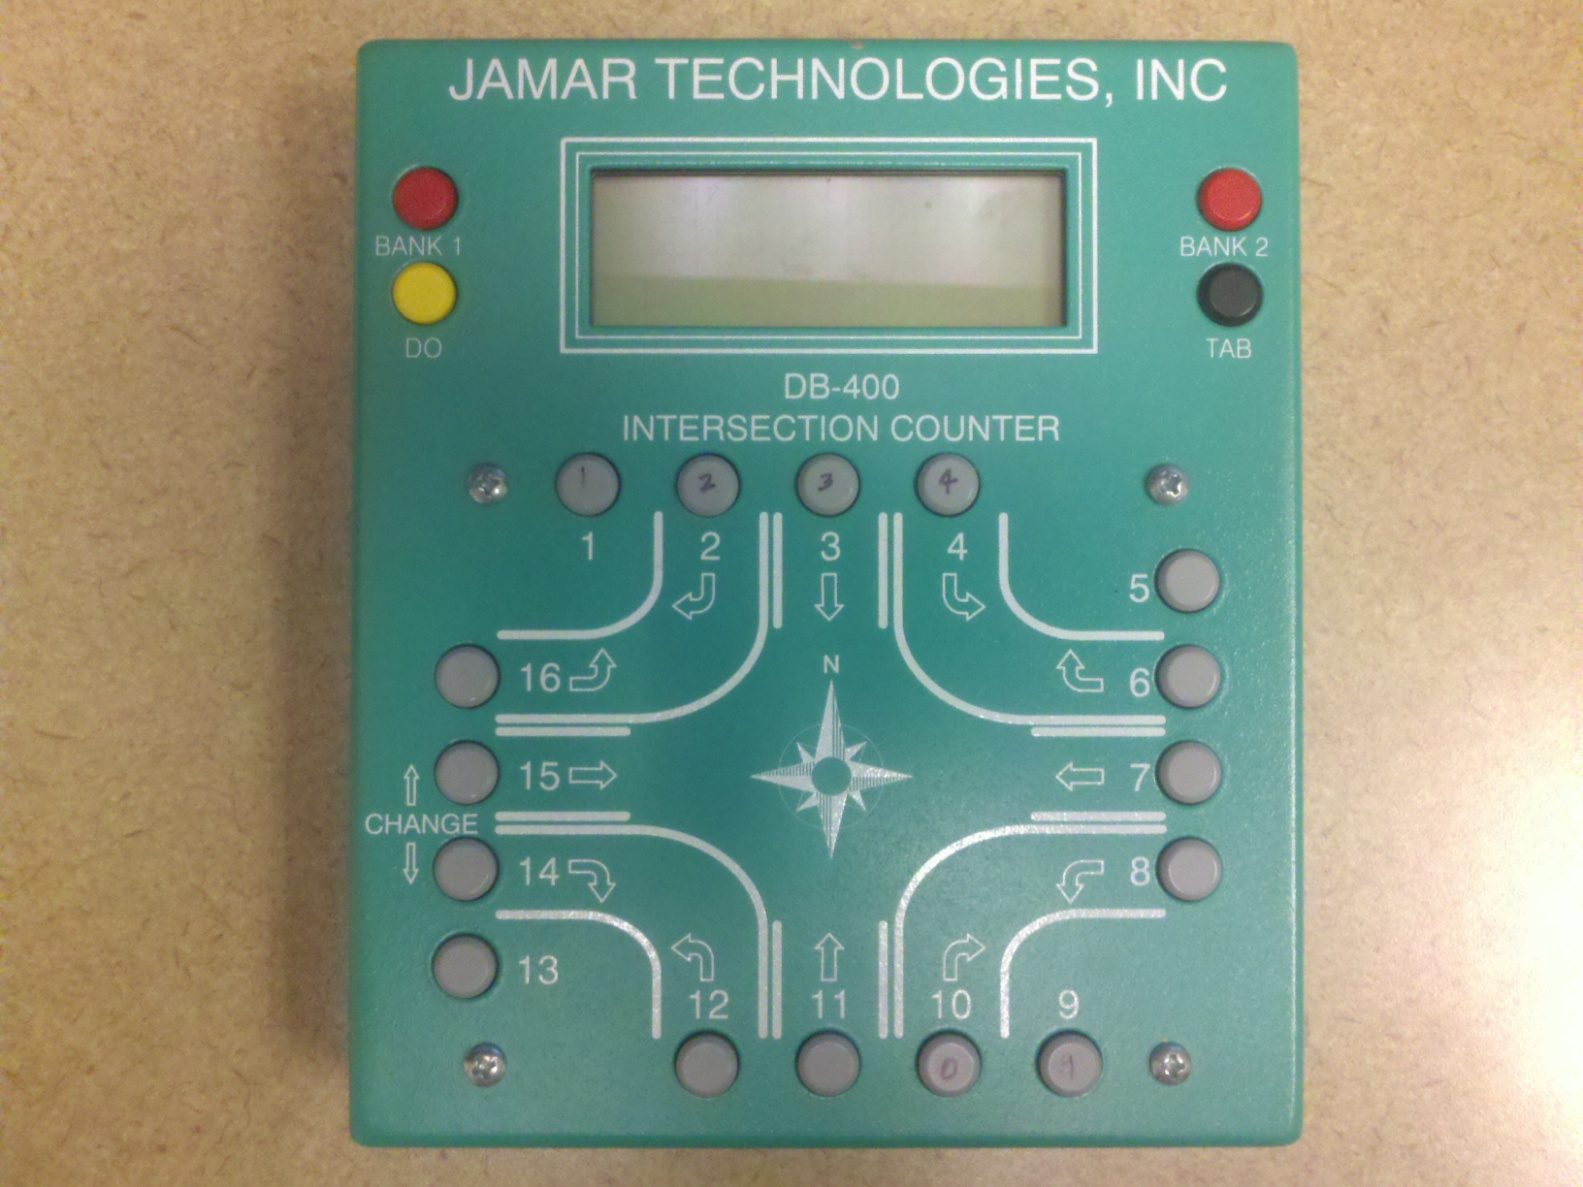 JAMAR TECHNOLOGIES, INC
BANK 1
BANK 2
DO
TAB
DB-400
INTERSECTION COUNTER
1 2 3 4
1 2 3 4
5
N
16
6
15
7
CHANGE
14
8
13
12 11 10 9
0 9